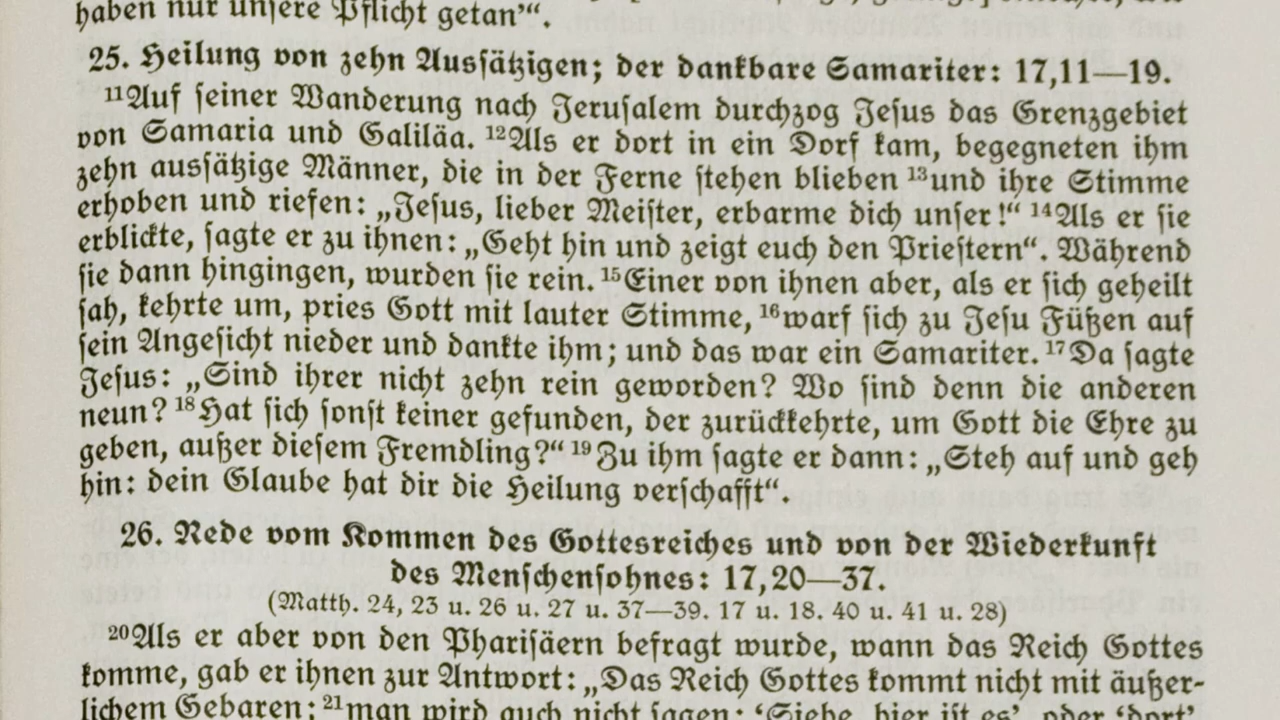 haben nur unsere Pflicht getan’“.
25. Heilung von zehn Aussätzigen; der dankbare Samariter: 17,11—19.
¹¹Auf seiner Wanderung nach Jerusalem durchzog Jesus das Grenzgebiet
von Samaria und Galiläa. ¹²Als er dort in ein Dorf kam, begegneten ihm
zehn aussätzige Männer, die in der Ferne stehen blieben ¹³und ihre Stimme
erhoben und riefen: „Jesus, lieber Meister, erbarme dich unser!“ ¹⁴Als er sie
erblickte, sagte er zu ihnen: „Geht hin und zeigt euch den Priestern“. Während
sie dann hingingen, wurden sie rein. ¹⁵Einer von ihnen aber, als er sich geheilt
sah, kehrte um, pries Gott mit lauter Stimme, ¹⁶warf sich zu Jesu Füßen auf
sein Angesicht nieder und dankte ihm; und das war ein Samariter. ¹⁷Da sagte
Jesus: „Sind ihrer nicht zehn rein geworden? Wo sind denn die anderen
neun? ¹⁸Hat sich sonst keiner gefunden, der zurückkehrte, um Gott die Ehre zu
geben, außer diesem Fremdling?“ ¹⁹Zu ihm sagte er dann: „Steh auf und geh
hin: dein Glaube hat dir die Heilung verschafft“.
26. Rede vom Kommen des Gottesreiches und von der Wiederkunft
des Menschensohnes: 17,20—37.
(Matth. 24, 23 u. 26 u. 27 u. 37—39. 17 u. 18. 40 u. 41 u. 28)
²⁰Als er aber von den Pharisäern befragt wurde, wann das Reich Gottes
komme, gab er ihnen zur Antwort: „Das Reich Gottes kommt nicht mit äußer-
lichem Gebaren; ²¹man wird auch nicht sagen: ‘Siehe, hier ist es’, oder ‘dort’